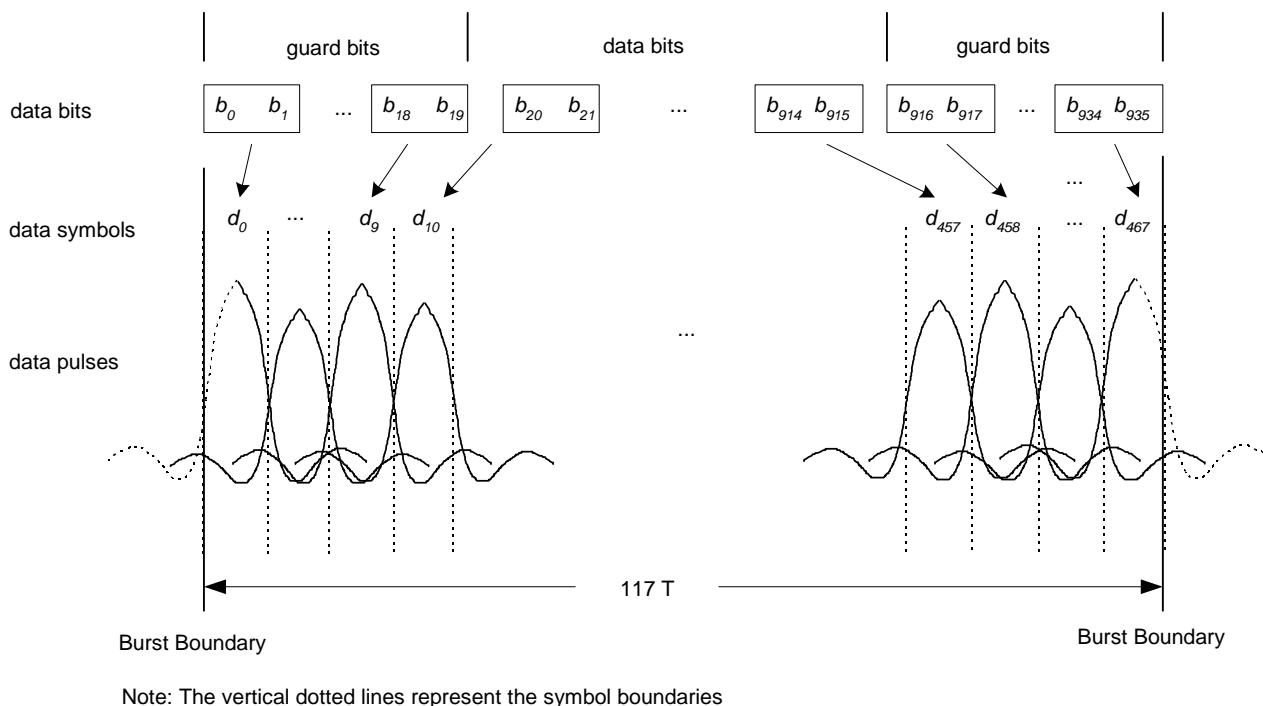 guard bits data bits guard bits
data bits b0 b1 ... b18 b19 b20 b21 ... b914 b915 b916 b917 ... b934 b935
...
data symbols d0 ... d9 d10 d457 d458 ... d467
...
data pulses
117 T
Burst Boundary Burst Boundary
Note: The vertical dotted lines represent the symbol boundaries